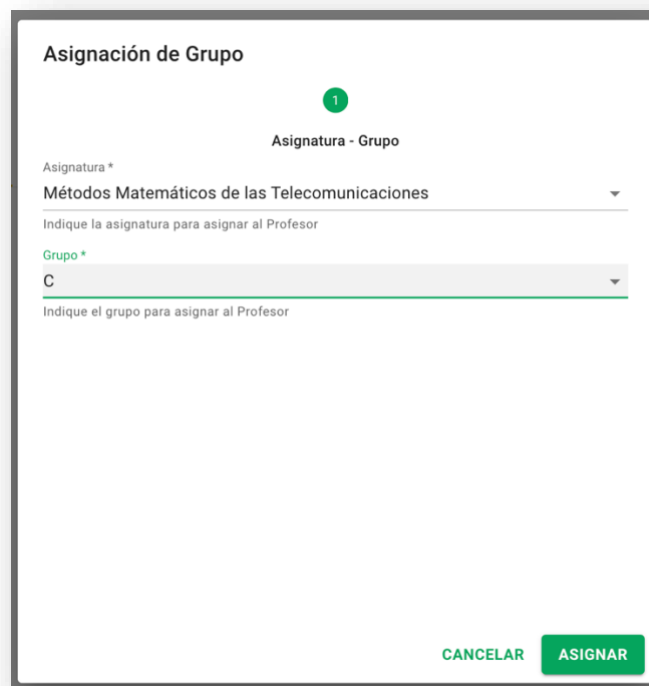 Asignación de Grupo
1
Asignatura - Grupo
Asignatura *
Métodos Matemáticos de las Telecomunicaciones
Indique la asignatura para asignar al Profesor
Grupo *
C
Indique el grupo para asignar al Profesor
CANCELAR ASIGNAR